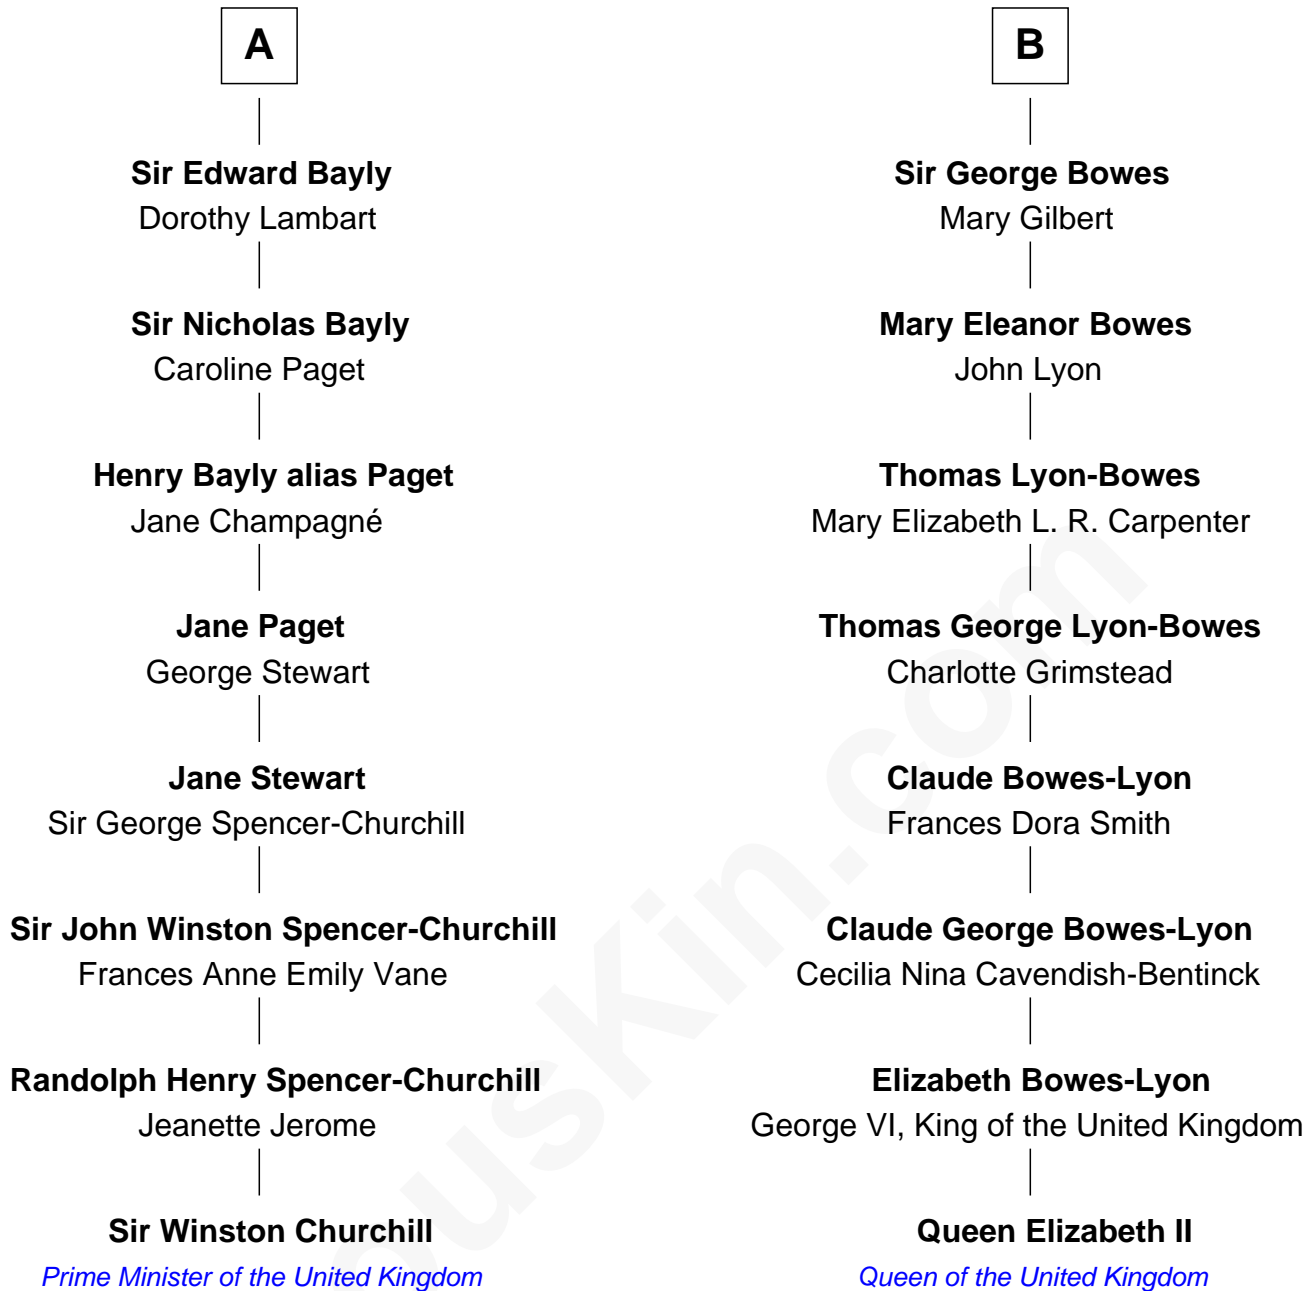 A
Sir Edward Bayly
Dorothy Lambart
Sir Nicholas Bayly
Caroline Paget
Henry Bayly alias Paget
Jane Champagné
Jane Paget
George Stewart
Jane Stewart
Sir George Spencer-Churchill
Sir John Winston Spencer-Churchill
Frances Anne Emily Vane
Randolph Henry Spencer-Churchill
Jeanette Jerome
Sir Winston Churchill
Prime Minister of the United Kingdom
B
Sir George Bowes
Mary Gilbert
Mary Eleanor Bowes
John Lyon
Thomas Lyon-Bowes
Mary Elizabeth L. R. Carpenter
Thomas George Lyon-Bowes
Charlotte Grimstead
Claude Bowes-Lyon
Frances Dora Smith
Claude George Bowes-Lyon
Cecilia Nina Cavendish-Bentinck
Elizabeth Bowes-Lyon
George VI, King of the United Kingdom
Queen Elizabeth II
Queen of the United Kingdom
ousKin.com